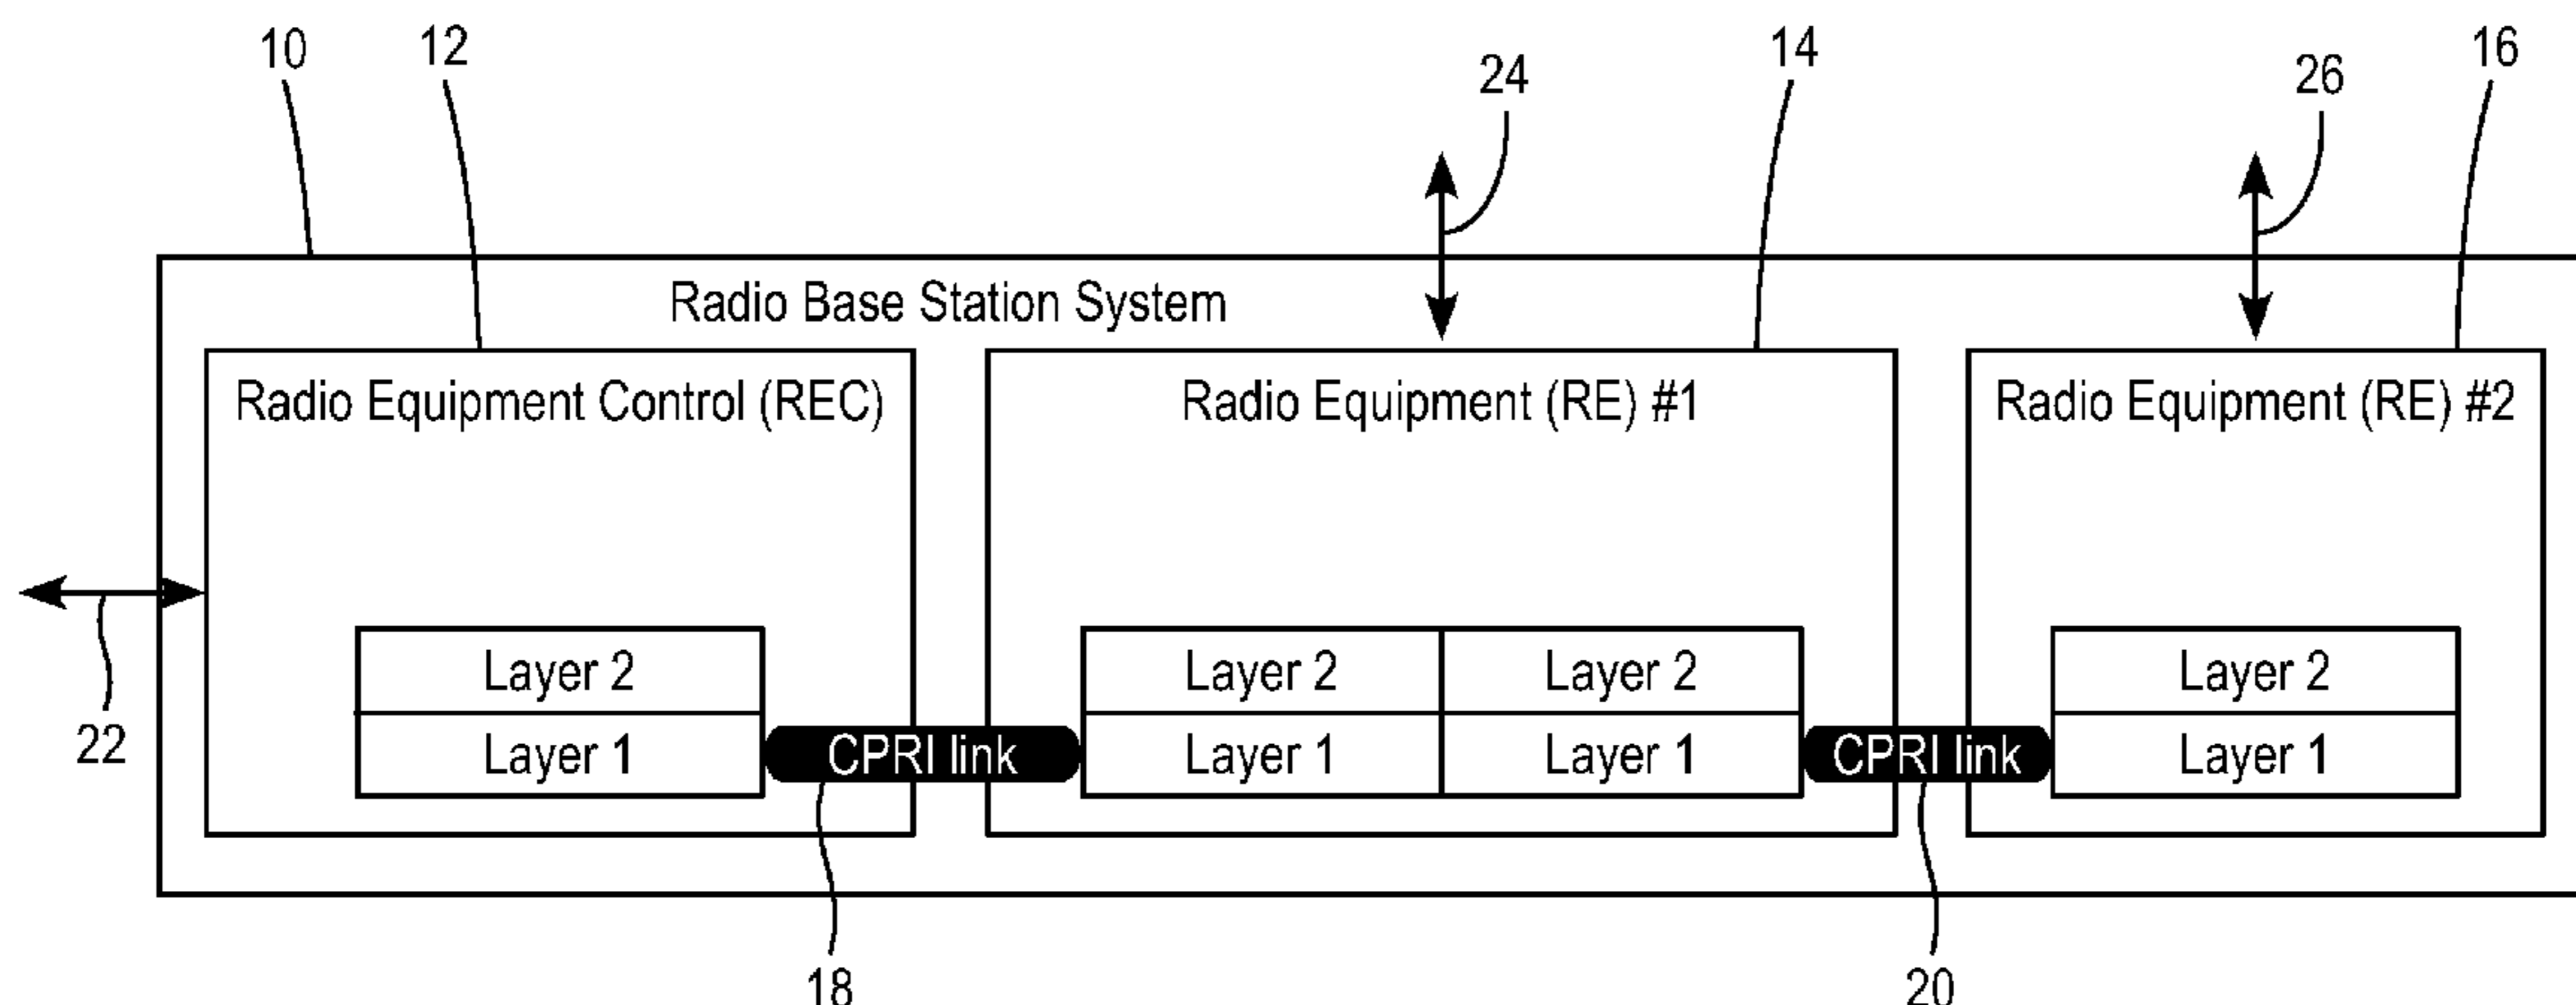 10
12
14
16
24
26
Radio Base Station System
Radio Equipment Control (REC)
Radio Equipment (RE) #1
Radio Equipment (RE) #2
22
Layer 2
Layer 1
CPRI link
Layer 2
Layer 2
Layer 1
Layer 1
CPRI link
Layer 2
Layer 1
18
20